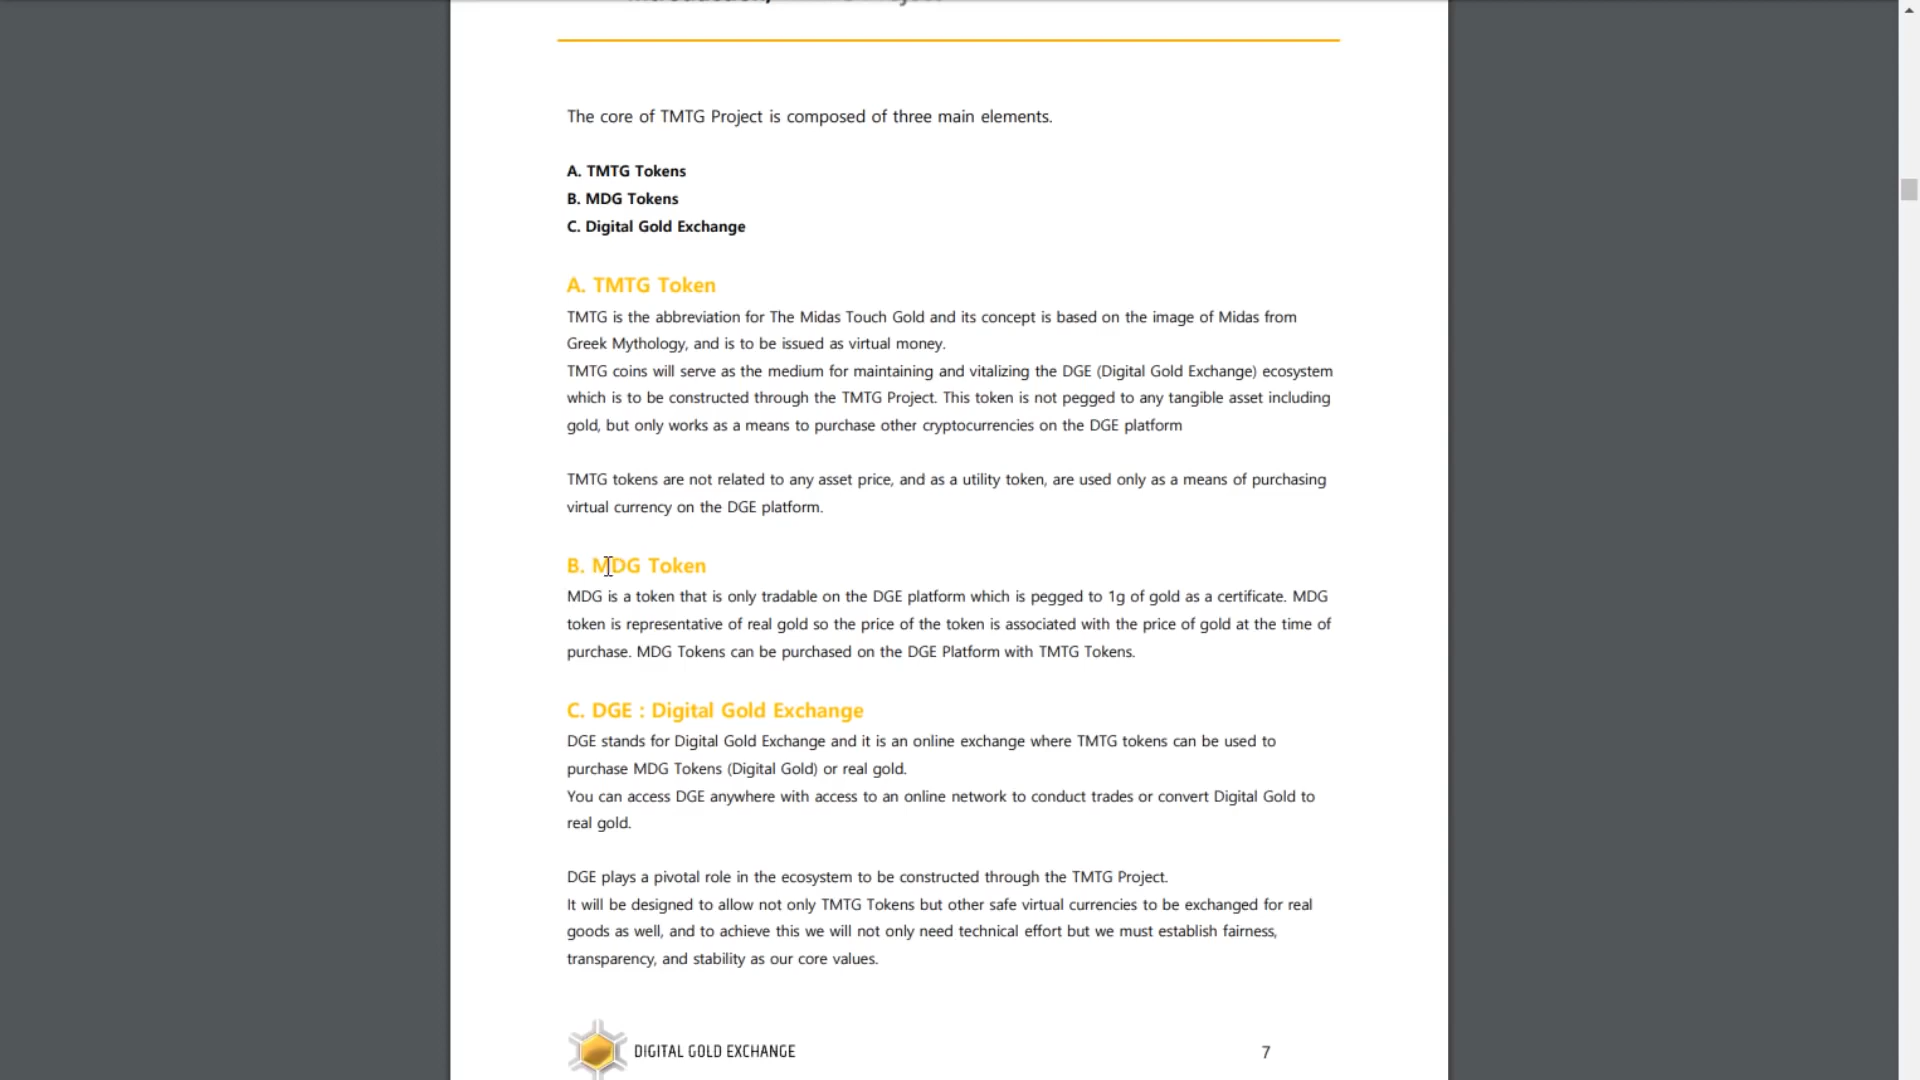 The core of TMTG Project is composed of three main elements.
A. TMTG Tokens
B. MDG Tokens
C. Digital Gold Exchange
A. TMTG Token
TMTG is the abbreviation for The Midas Touch Gold and its concept is based on the image of Midas from
Greek Mythology, and is to be issued as virtual money.
TMTG coins will serve as the medium for maintaining and vitalizing the DGE (Digital Gold Exchange) ecosystem
which is to be constructed through the TMTG Project. This token is not pegged to any tangible asset including
gold, but only works as a means to purchase other cryptocurrencies on the DGE platform
TMTG tokens are not related to any asset price, and as a utility token, are used only as a means of purchasing
virtual currency on the DGE platform.
B. MDG Token
MDG is a token that is only tradable on the DGE platform which is pegged to 1g of gold as a certificate. MDG
token is representative of real gold so the price of the token is associated with the price of gold at the time of
purchase. MDG Tokens can be purchased on the DGE Platform with TMTG Tokens.
C. DGE : Digital Gold Exchange
DGE stands for Digital Gold Exchange and it is an online exchange where TMTG tokens can be used to
purchase MDG Tokens (Digital Gold) or real gold.
You can access DGE anywhere with access to an online network to conduct trades or convert Digital Gold to
real gold.
DGE plays a pivotal role in the ecosystem to be constructed through the TMTG Project.
It will be designed to allow not only TMTG Tokens but other safe virtual currencies to be exchanged for real
goods as well, and to achieve this we will not only need technical effort but we must establish fairness,
transparency, and stability as our core values.
DIGITAL GOLD EXCHANGE
7